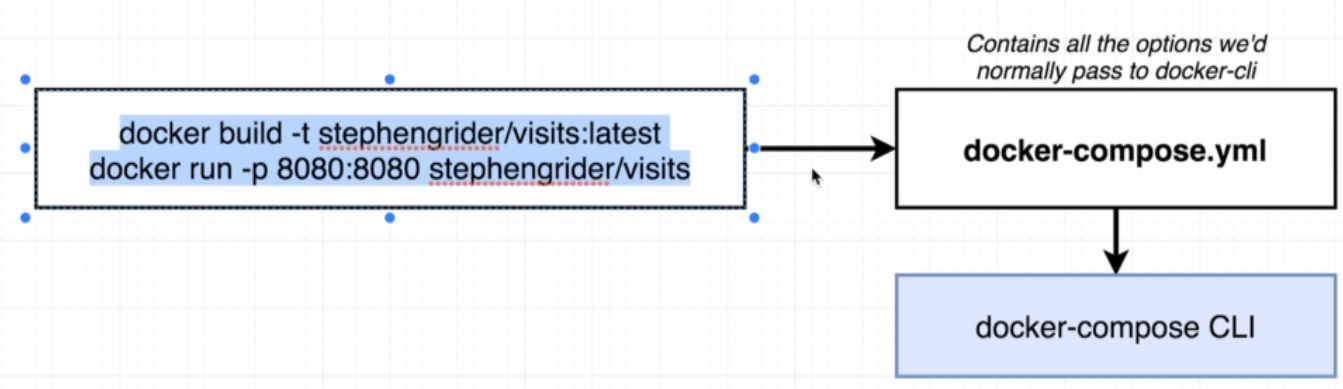 Contains all the options we'd
normally pass to docker-cli
docker build -t stephengrider/visits:latest
docker run -p 8080:8080 stephengrider/visits
docker-compose.yml
docker-compose CLI